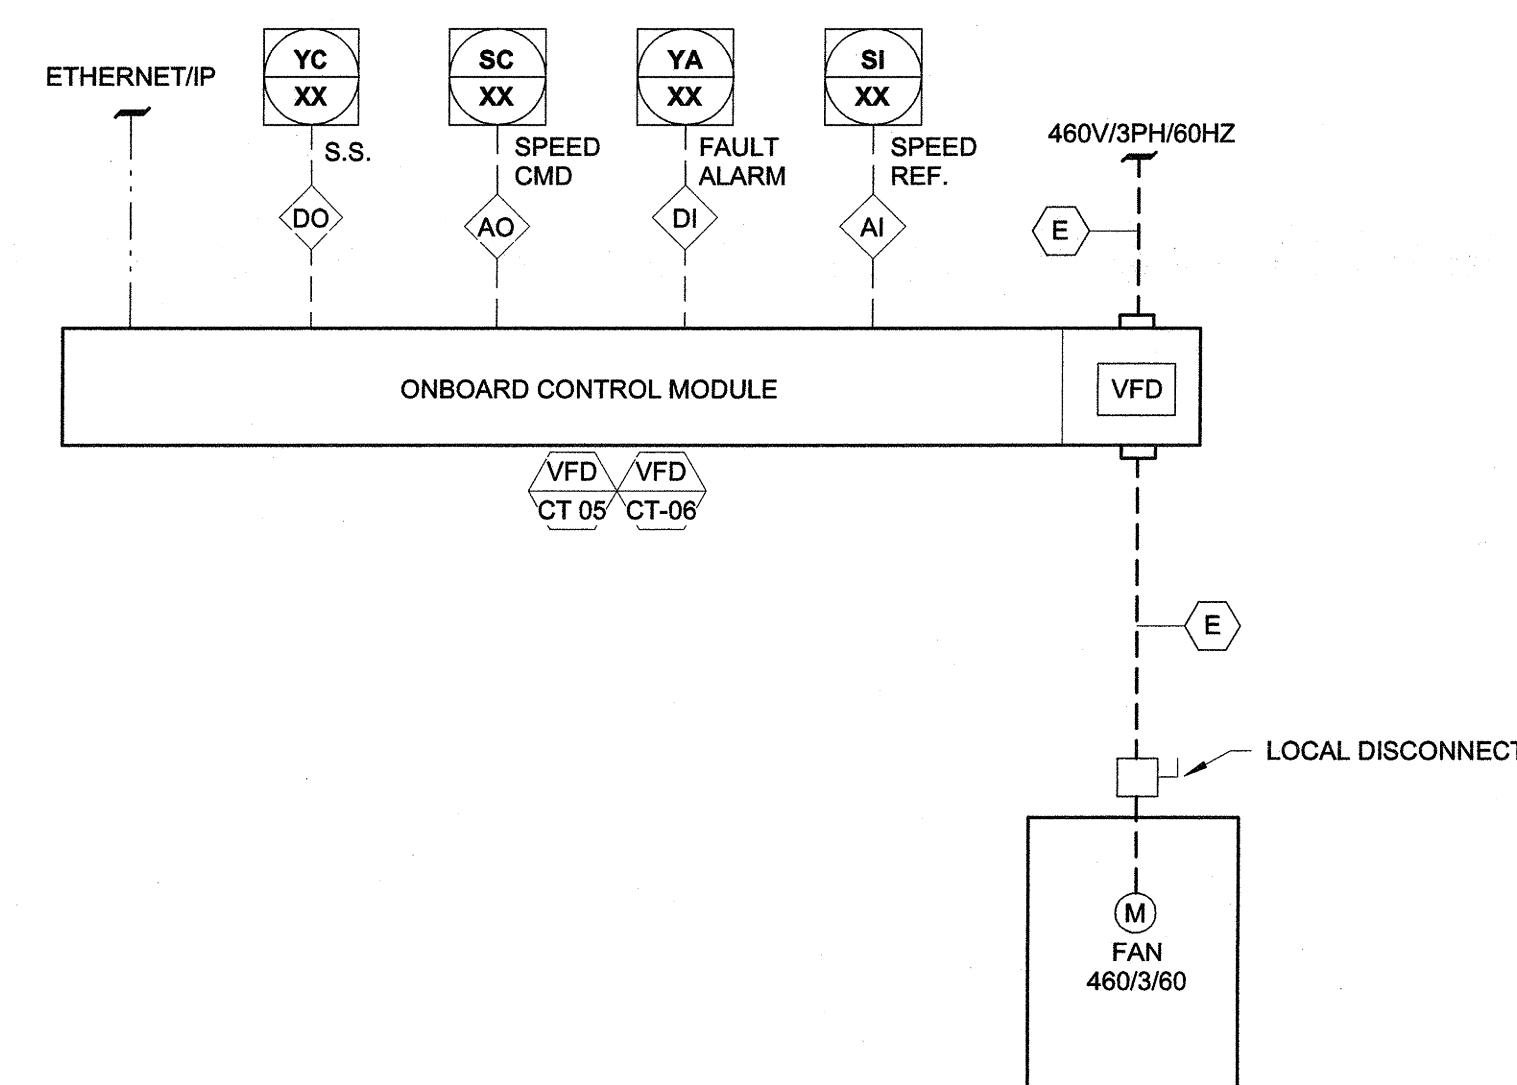 ETHERNET/IP
YC
XX
SC
XX
YA
XX
SI
XX
S.S.
SPEED
CMD
FAULT
ALARM
SPEED
REF.
460V/3PH/60HZ
DO
AO
DI
AI
E
ONBOARD CONTROL MODULE
VFD
VFD
CT 05
VFD
CT-06
E
LOCAL DISCONNECT
M
FAN
460/3/60